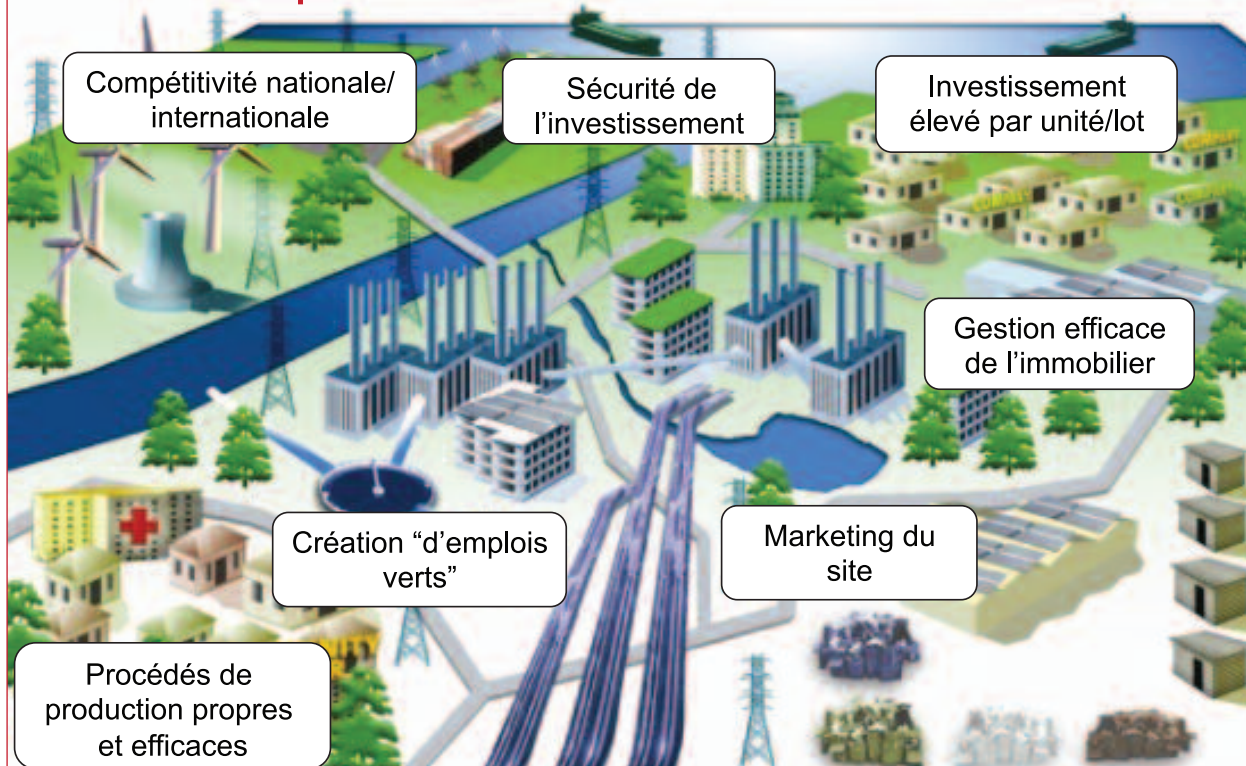 Compétitivité nationale/
internationale
Sécurité de
l’investissement
Investissement
élevé par unité/lot
Gestion efficace
de l’immobilier
Création “d’emplois
verts”
Marketing du
site
Procédés de
production propres
et efficaces